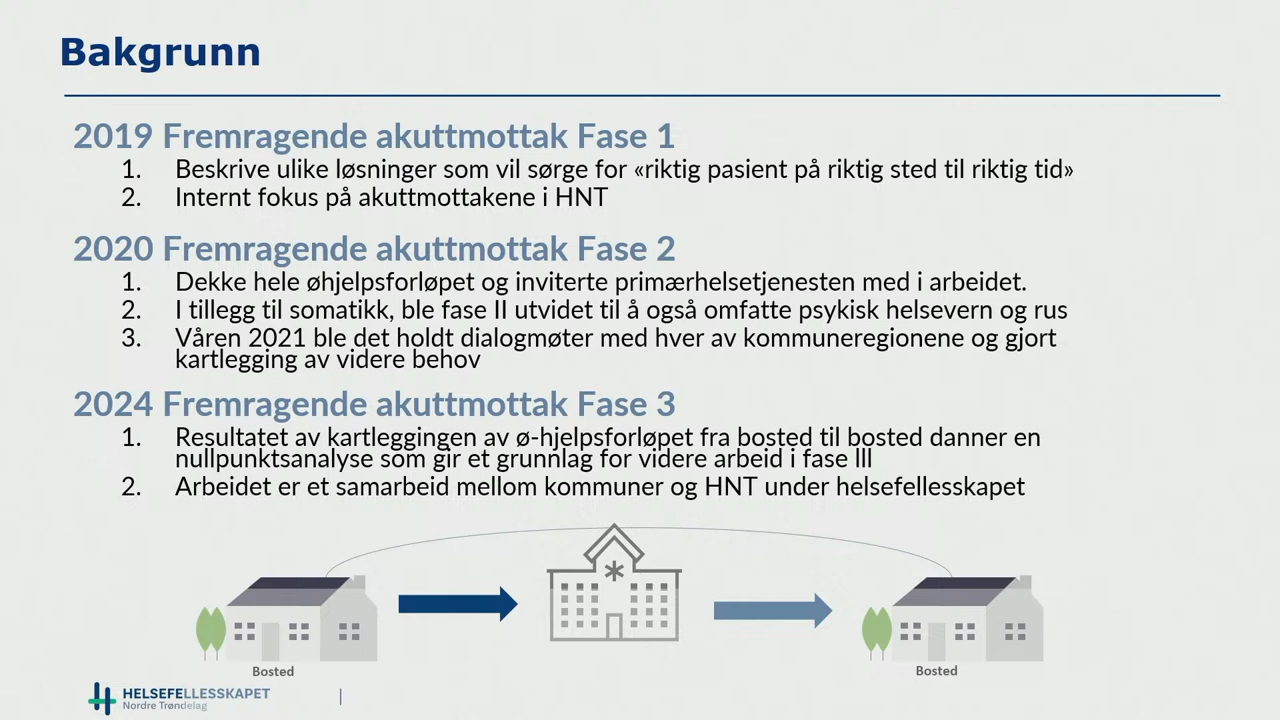 Bakgrunn
2019 Fremragende akuttmottak Fase 1
1. Beskrive ulike løsninger som vil sørge for «riktig pasient på riktig sted til riktig tid»
2. Internt fokus på akuttmottakene i HNT
2020 Fremragende akuttmottak Fase 2
1. Dekke hele øhjelpsforløpet og inviterte primærhelsetjenesten med i arbeidet.
2. I tillegg til somatikk, ble fase II utvidet til å også omfatte psykisk helsevern og rus
3. Våren 2021 ble det holdt dialogmøter med hver av kommuneregionene og gjort
kartlegging av videre behov
2024 Fremragende akuttmottak Fase 3
1. Resultatet av kartleggingen av ø-hjelpsforløpet fra bosted til bosted danner en
nullpunktsanalyse som gir et grunnlag for videre arbeid i fase III
2. Arbeidet er et samarbeid mellom kommuner og HNT under helsefellesskapet
Bosted
Bosted
HELSEFELLESSKAPET
Nordre Trøndelag